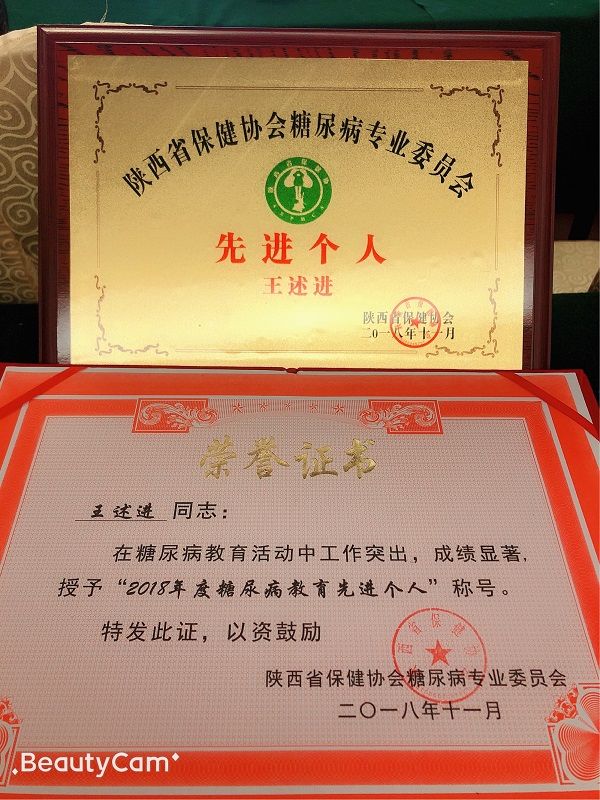 陕西省保健协会糖尿病专业委员会
先进个人
王述进
陕西省保健协会
二〇一八年十一月
荣誉证书
王述进 同志：
在糖尿病教育活动中工作突出，成绩显著，
授予“2018年度糖尿病教育先进个人”称号。
特发此证，以资鼓励
陕西省保健协会糖尿病专业委员会
二〇一八年十一月
BeautyCam